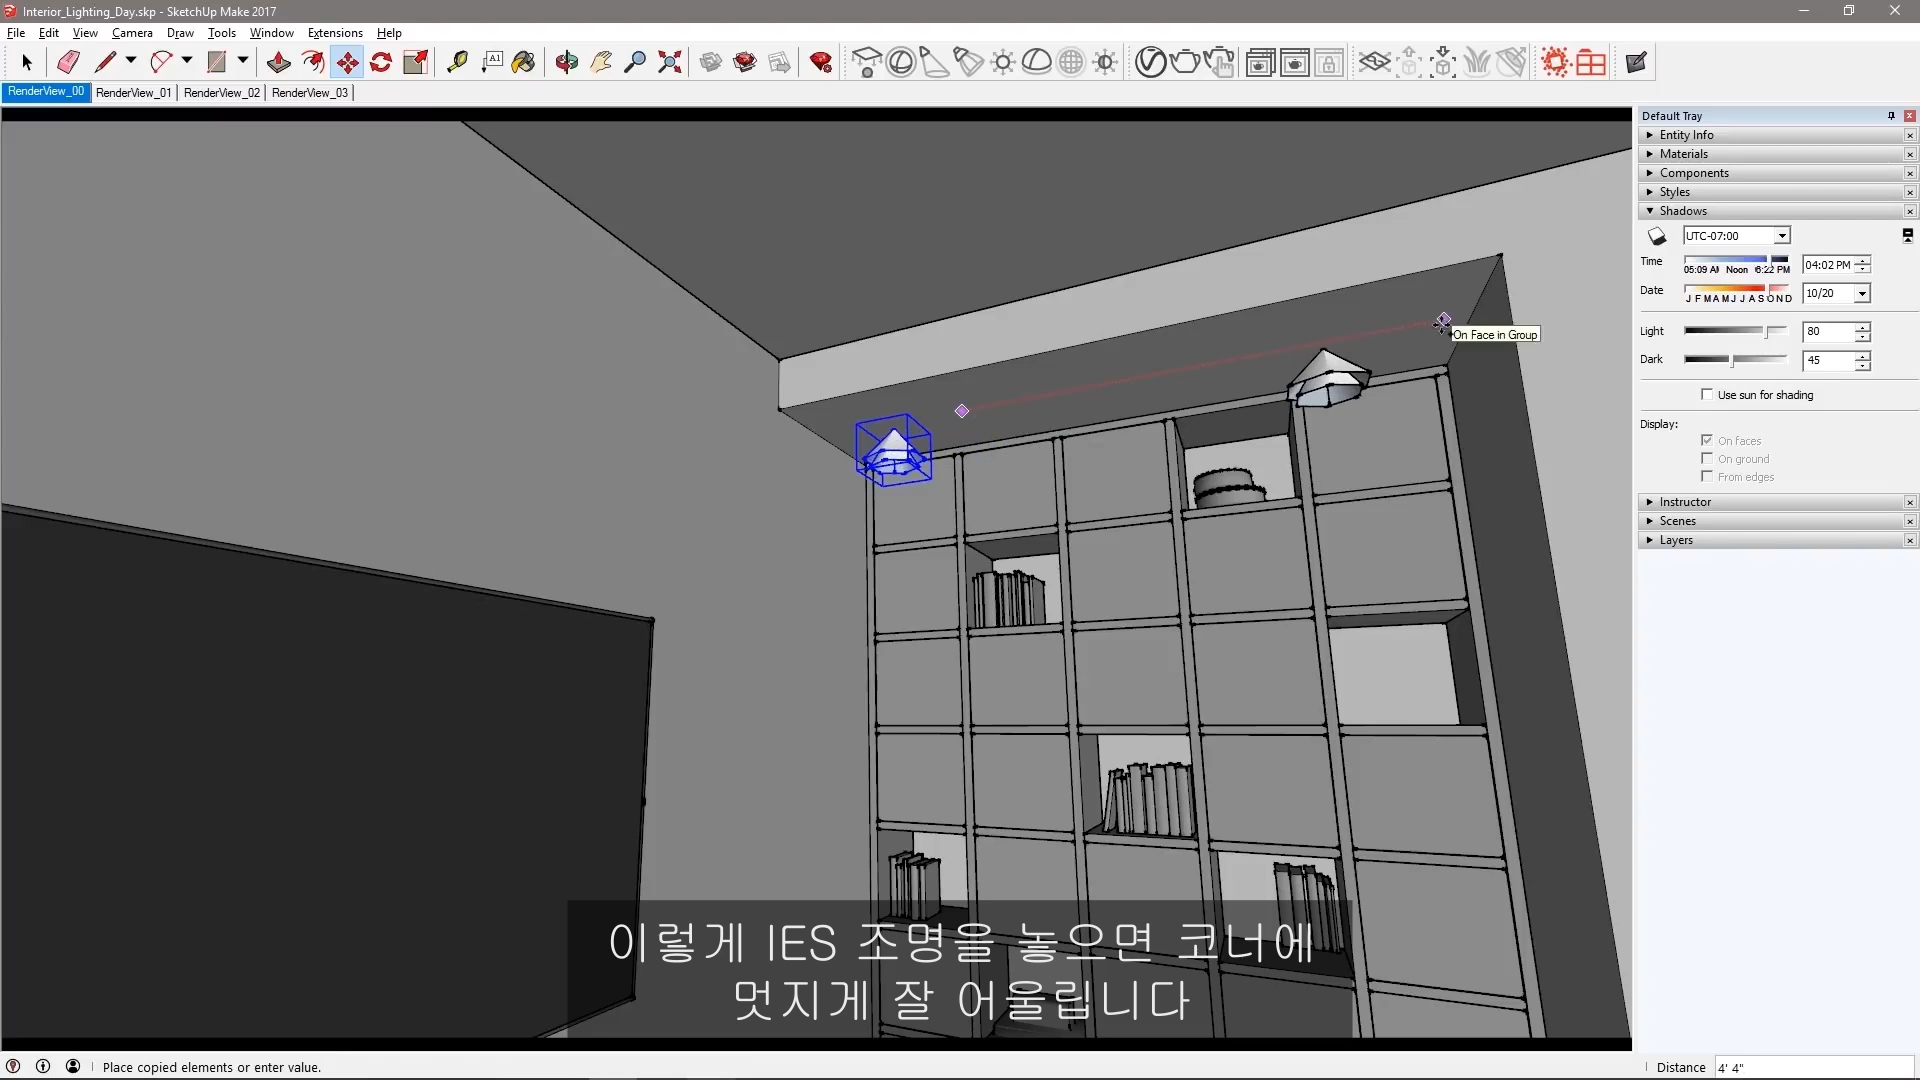 Interior_Lighting_Day.skp - SketchUp Make 2017
File Edit View Camera Draw Tools Window Extensions Help
A1
RenderView_00 RenderView_01 RenderView_02 RenderView_03
Default Tray
Entity Info
Materials
Components
Styles
Shadows
UTC-07:00
Time 04:02 PM
Noon 6:22 PM
Date 10/20
J F M A M J J A S O N D
Light 80
Dark 45
Use sun for shading
Display:
On faces
On ground
From edges
Instructor
Scenes
Layers
On Face in Group
이렇게 IES 조명을 놓으면 코너에
멋지게 잘 어울립니다
Place copied elements or enter value.
Distance 4' 4"